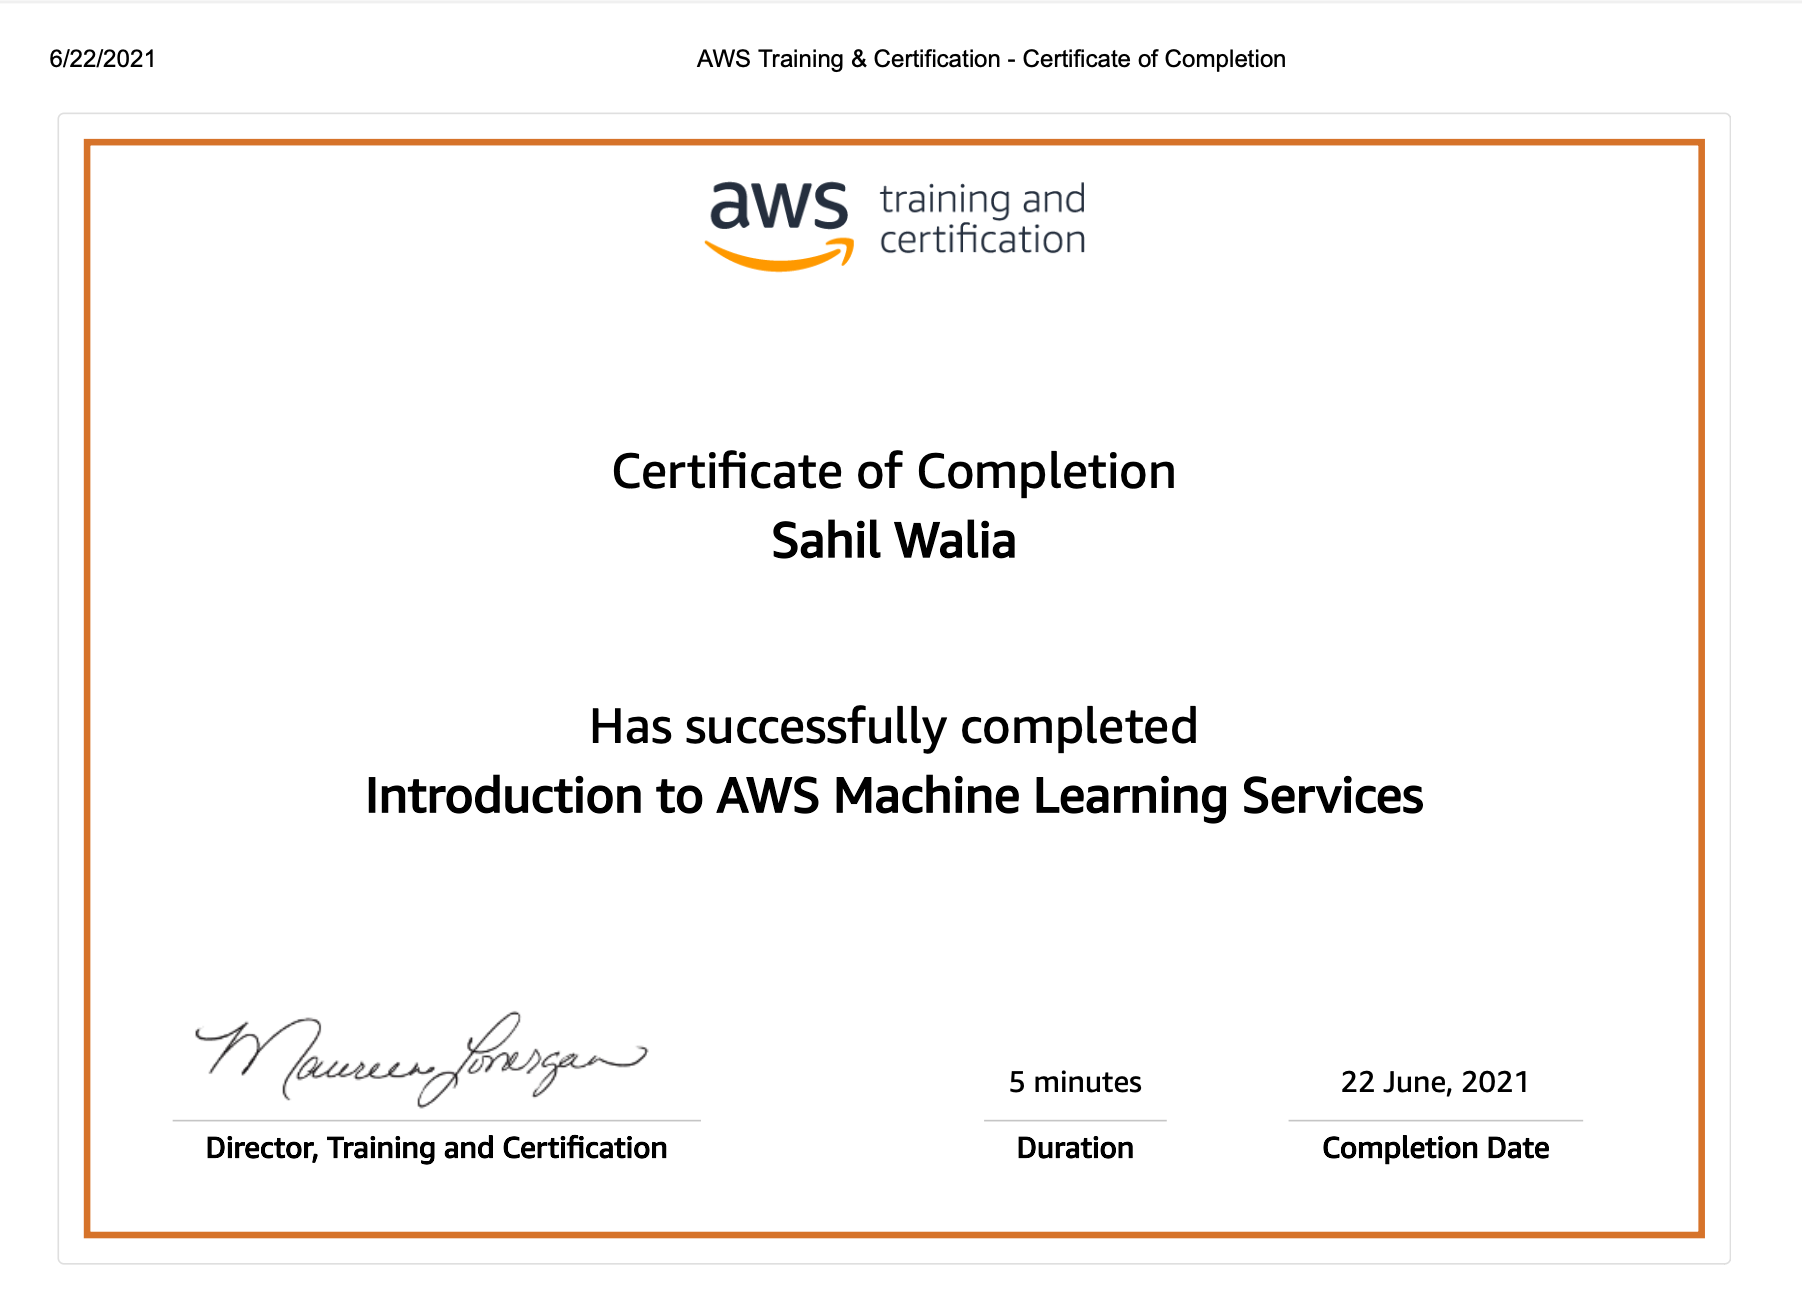 6/22/2021
AWS Training & Certification - Certificate of Completion
aws training and
certification
Certificate of Completion
Sahil Walia
Has successfully completed
Introduction to AWS Machine Learning Services
Maureen Lonergan
5 minutes
22 June, 2021
Director, Training and Certification
Duration
Completion Date